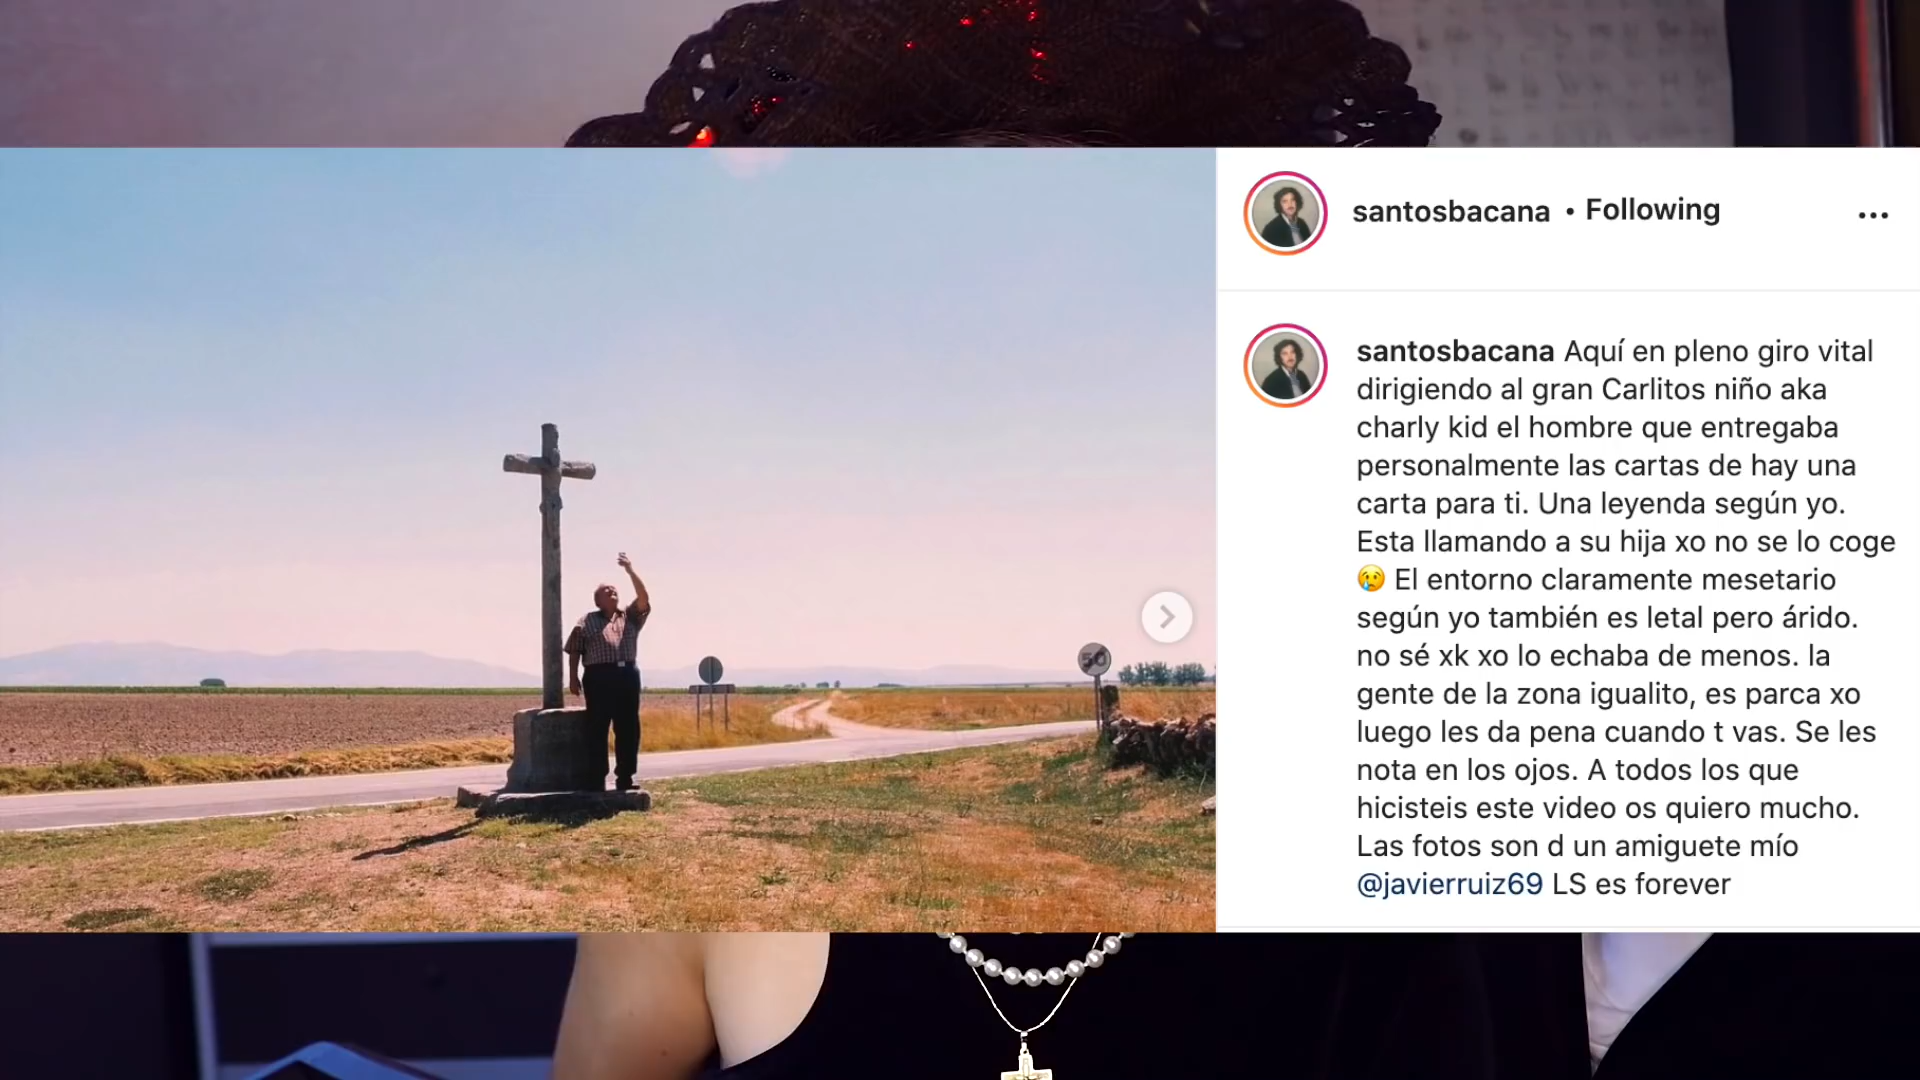 santosbacana • Following
santosbacana Aquí en pleno giro vital
dirigiendo al gran Carlitos niño aka
charly kid el hombre que entregaba
personalmente las cartas de hay una
carta para ti. Una leyenda según yo.
Esta llamando a su hija xo no se lo coge
😢 El entorno claramente mesetario
según yo también es letal pero árido.
no sé xk xo lo echaba de menos. la
gente de la zona igualito, es parca xo
luego les da pena cuando t vas. Se les
nota en los ojos. A todos los que
hicisteis este video os quiero mucho.
Las fotos son d un amiguete mío
@javierruiz69 LS es forever
50